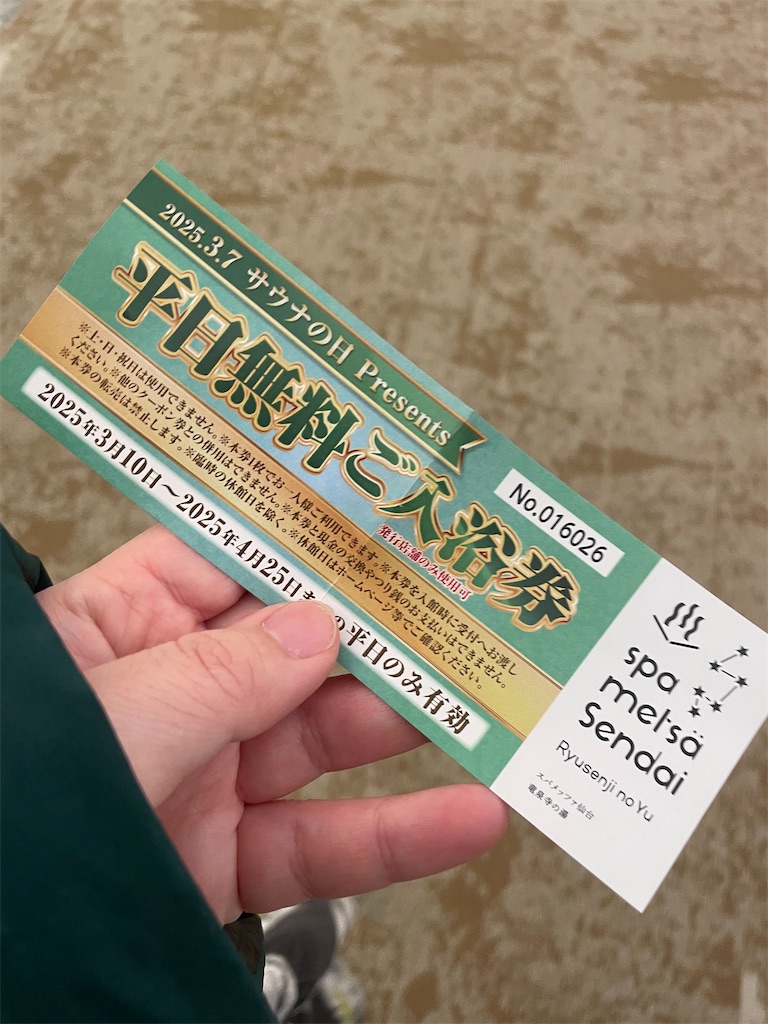 2025.3.7 サウナの日 Presents
平日無料ご入浴券
発行店舗のみ使用可
※土・日・祝日は使用できません。※本券1枚でお一人様ご利用できます。※本券を入館時に受付へお渡し
ください。※他のクーポン券との併用はできません。※本券と現金の交換やつり銭のお支払いはできません。
※本券の転売は禁止します。※臨時の休館日を除く。※休館日はホームページ等でご確認ください。
2025年3月10日〜2025年4月25日 の平日のみ有効
No.016026
spa
metsä
Sendai
Ryusenji no Yu
スパメッツァ仙台
竜泉寺の湯